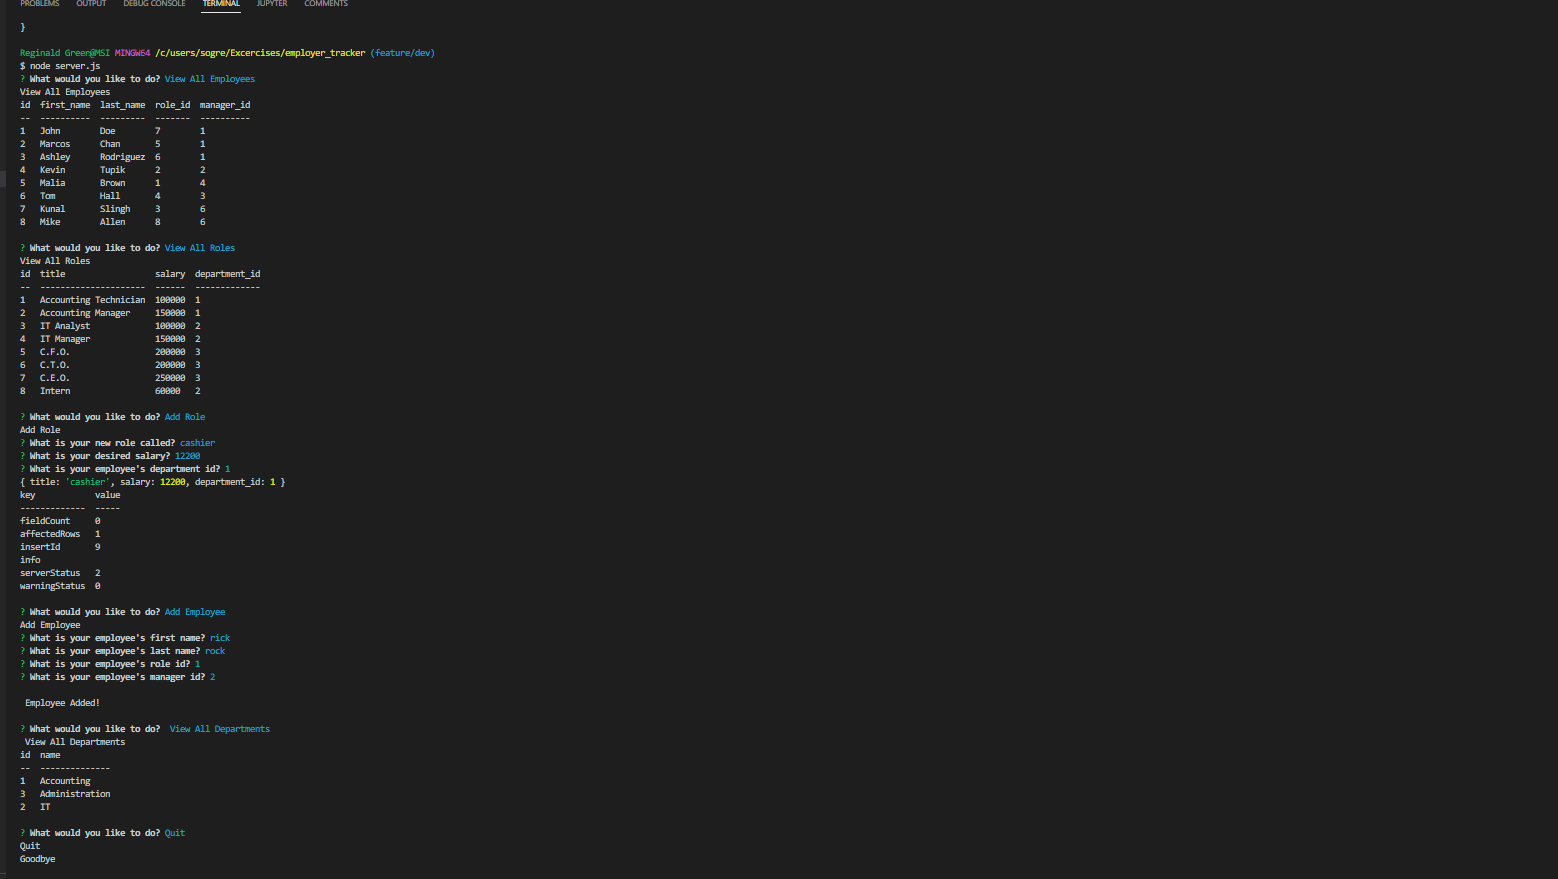 PROBLEMS OUTPUT DEBUG CONSOLE TERMINAL JUPYTER COMMENTS
}
Reginald Green@MSI MINGW64 /c/users/sogre/Excercises/employer_tracker (feature/dev)
$ node server.js
? What would you like to do? View All Employees
View All Employees
id first_name last_name role_id manager_id
-- ---------- --------- ------- ----------
1 John Doe 7 1
2 Marcos Chan 5 1
3 Ashley Rodriguez 6 1
4 Kevin Tupik 2 2
5 Malia Brown 1 4
6 Tom Hall 4 3
7 Kunal Slingh 3 6
8 Mike Allen 8 6
? What would you like to do? View All Roles
View All Roles
id title salary department_id
-- --------------------- ------ -------------
1 Accounting Technician 100000 1
2 Accounting Manager 150000 1
3 IT Analyst 100000 2
4 IT Manager 150000 2
5 C.F.O. 200000 3
6 C.T.O. 200000 3
7 C.E.O. 250000 3
8 Intern 60000 2
? What would you like to do? Add Role
Add Role
? What is your new role called? cashier
? What is your desired salary? 12200
? What is your employee's department id? 1
{ title: 'cashier', salary: 12200, department_id: 1 }
key value
------------- -----
fieldCount 0
affectedRows 1
insertId 9
info
serverStatus 2
warningStatus 0
? What would you like to do? Add Employee
Add Employee
? What is your employee's first name? rick
? What is your employee's last name? rock
? What is your employee's role id? 1
? What is your employee's manager id? 2
Employee Added!
? What would you like to do? View All Departments
View All Departments
id name
-- --------------
1 Accounting
3 Administration
2 IT
? What would you like to do? Quit
Quit
Goodbye